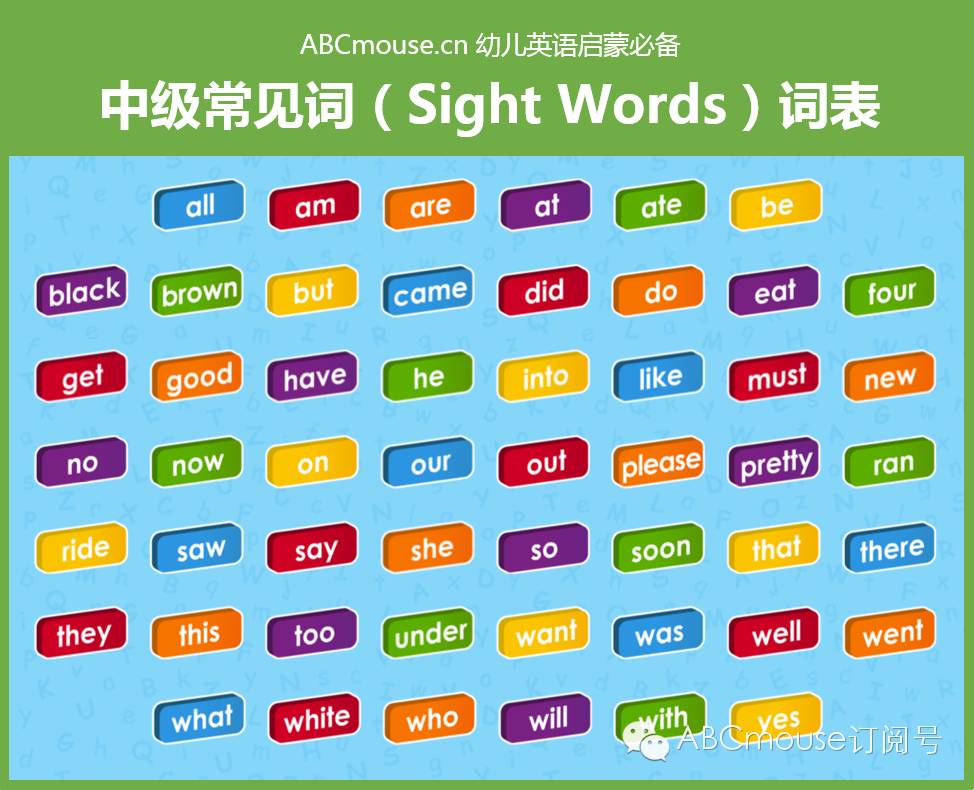 ABCmouse.cn 幼儿英语启蒙必备
中级常见词（Sight Words）词表
all am are at ate be
black brown but came did do eat four
get good have he into like must new
no now on our out please pretty ran
ride saw say she so soon that there
they this too under want was well went
what white who will with yes
ABCmouse订阅号